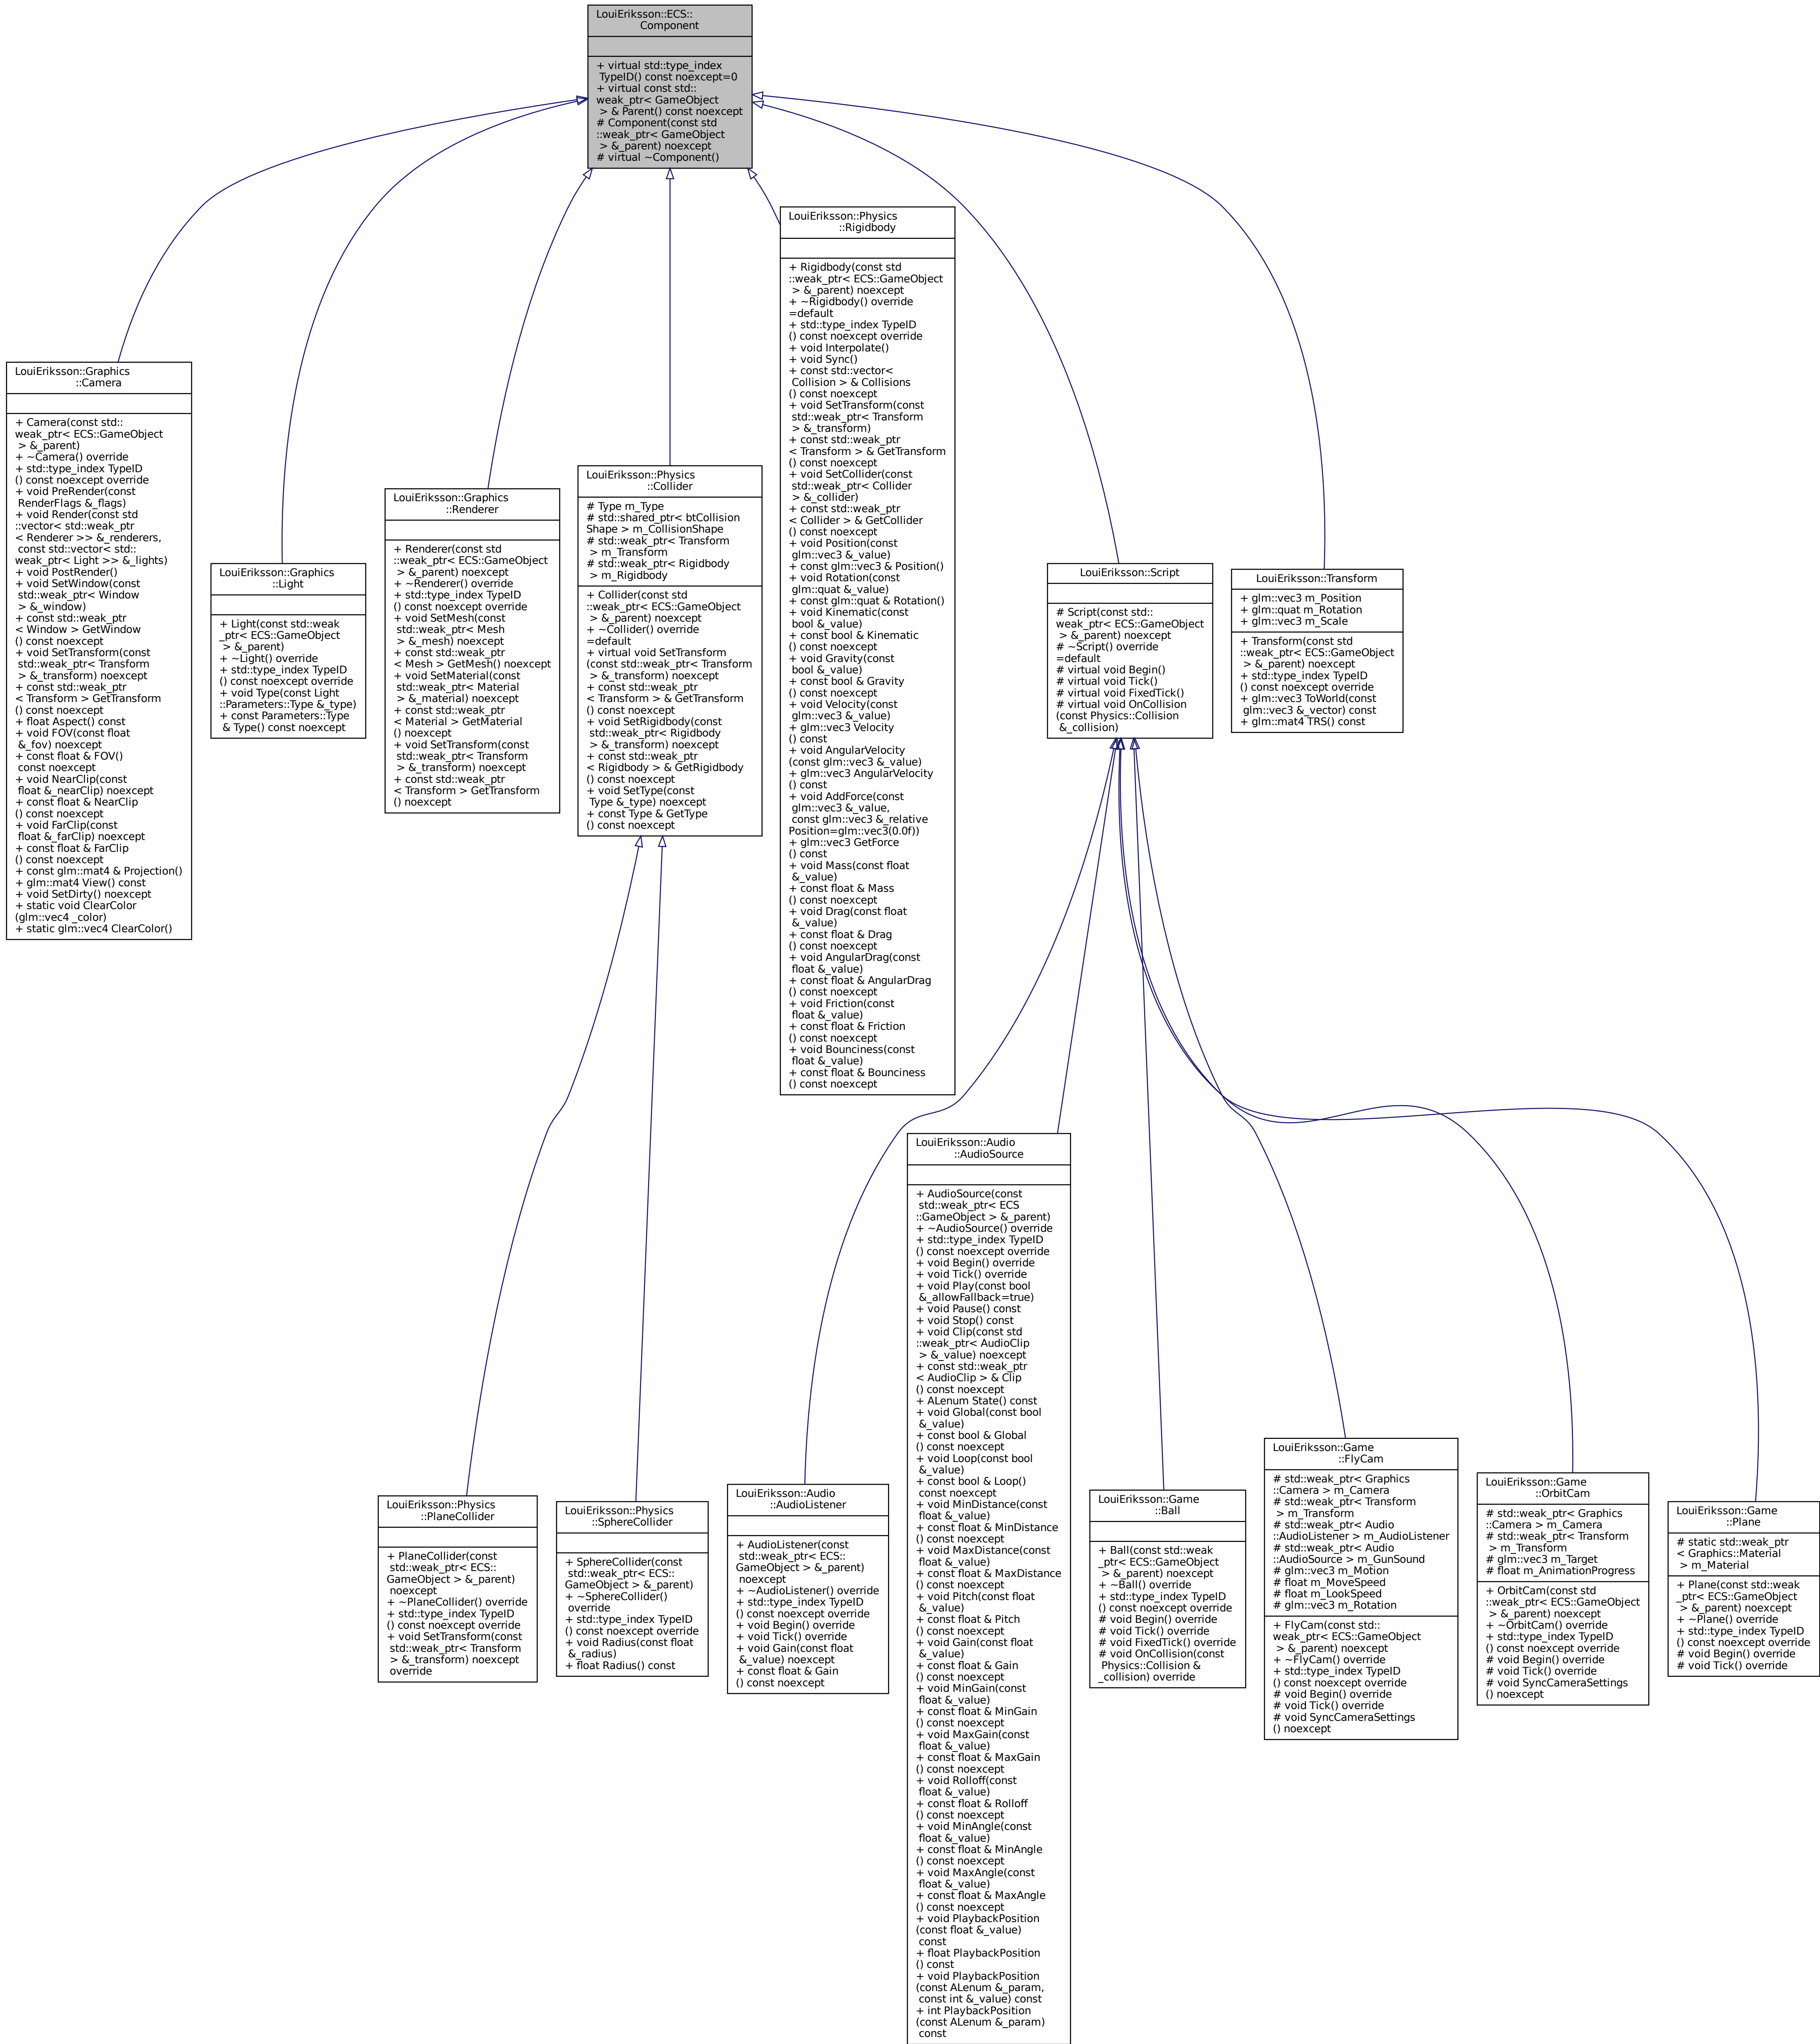 LouiEriksson::ECS::
Component
+ virtual std::type_index
TypeID() const noexcept=0
+ virtual const std::
weak_ptr< GameObject
> & Parent() const noexcept
# Component(const std
::weak_ptr< GameObject
> &_parent) noexcept
# virtual ~Component()
LouiEriksson::Physics
::Rigidbody
+ Rigidbody(const std
::weak_ptr< ECS::GameObject
> &_parent) noexcept
+ ~Rigidbody() override
=default
+ std::type_index TypeID
() const noexcept override
+ void Interpolate()
+ void Sync()
+ const std::vector<
Collision > & Collisions
() const noexcept
+ void SetTransform(const
std::weak_ptr< Transform
> &_transform)
+ const std::weak_ptr
< Transform > & GetTransform
() const noexcept
+ void SetCollider(const
std::weak_ptr< Collider
> &_collider)
+ const std::weak_ptr
< Collider > & GetCollider
() const noexcept
+ void Position(const
glm::vec3 &_value)
+ const glm::vec3 & Position()
+ void Rotation(const
glm::quat &_value)
+ const glm::quat & Rotation()
+ void Kinematic(const
bool &_value)
+ const bool & Kinematic
() const noexcept
+ void Gravity(const
bool &_value)
+ const bool & Gravity
() const noexcept
+ void Velocity(const
glm::vec3 &_value)
+ glm::vec3 Velocity
() const
+ void AngularVelocity
(const glm::vec3 &_value)
+ glm::vec3 AngularVelocity
() const
+ void AddForce(const
glm::vec3 &_value,
const glm::vec3 &_relative
Position=glm::vec3(0.0f))
+ glm::vec3 GetForce
() const
+ void Mass(const float
&_value)
+ const float & Mass
() const noexcept
+ void Drag(const float
&_value)
+ const float & Drag
() const noexcept
+ void AngularDrag(const
float &_value)
+ const float & AngularDrag
() const noexcept
+ void Friction(const
float &_value)
+ const float & Friction
() const noexcept
+ void Bounciness(const
float &_value)
+ const float & Bounciness
() const noexcept
LouiEriksson::Graphics
::Camera
+ Camera(const std::
weak_ptr< ECS::GameObject
> &_parent)
+ ~Camera() override
+ std::type_index TypeID
() const noexcept override
+ void PreRender(const
RenderFlags &_flags)
+ void Render(const std
::vector< std::weak_ptr
< Renderer >> &_renderers,
const std::vector< std::
weak_ptr< Light >> &_lights)
+ void PostRender()
+ void SetWindow(const
std::weak_ptr< Window
> &_window)
+ const std::weak_ptr
< Window > GetWindow
() const noexcept
+ void SetTransform(const
std::weak_ptr< Transform
> &_transform) noexcept
+ const std::weak_ptr
< Transform > GetTransform
() const noexcept
+ float Aspect() const
+ void FOV(const float
&_fov) noexcept
+ const float & FOV()
const noexcept
+ void NearClip(const
float &_nearClip) noexcept
+ const float & NearClip
() const noexcept
+ void FarClip(const
float &_farClip) noexcept
+ const float & FarClip
() const noexcept
+ const glm::mat4 & Projection()
+ glm::mat4 View() const
+ void SetDirty() noexcept
+ static void ClearColor
(glm::vec4 _color)
+ static glm::vec4 ClearColor()
LouiEriksson::Graphics
::Light
+ Light(const std::weak
_ptr< ECS::GameObject
> &_parent)
+ ~Light() override
+ std::type_index TypeID
() const noexcept override
+ void Type(const Light
::Parameters::Type &_type)
+ const Parameters::Type
& Type() const noexcept
LouiEriksson::Graphics
::Renderer
+ Renderer(const std
::weak_ptr< ECS::GameObject
> &_parent) noexcept
+ ~Renderer() override
+ std::type_index TypeID
() const noexcept override
+ void SetMesh(const
std::weak_ptr< Mesh
> &_mesh) noexcept
+ const std::weak_ptr
< Mesh > GetMesh() noexcept
+ void SetMaterial(const
std::weak_ptr< Material
> &_material) noexcept
+ const std::weak_ptr
< Material > GetMaterial
() noexcept
+ void SetTransform(const
std::weak_ptr< Transform
> &_transform) noexcept
+ const std::weak_ptr
< Transform > GetTransform
() noexcept
LouiEriksson::Physics
::Collider
# Type m_Type
# std::shared_ptr< btCollision
Shape > m_CollisionShape
# std::weak_ptr< Transform
> m_Transform
# std::weak_ptr< Rigidbody
> m_Rigidbody
+ Collider(const std
::weak_ptr< ECS::GameObject
> &_parent) noexcept
+ ~Collider() override
=default
+ virtual void SetTransform
(const std::weak_ptr< Transform
> &_transform) noexcept
+ const std::weak_ptr
< Transform > & GetTransform
() const noexcept
+ void SetRigidbody(const
std::weak_ptr< Rigidbody
> &_transform) noexcept
+ const std::weak_ptr
< Rigidbody > & GetRigidbody
() const noexcept
+ void SetType(const
Type &_type) noexcept
+ const Type & GetType
() const noexcept
LouiEriksson::Script
# Script(const std::
weak_ptr< ECS::GameObject
> &_parent) noexcept
# ~Script() override
=default
# virtual void Begin()
# virtual void Tick()
# virtual void FixedTick()
# virtual void OnCollision
(const Physics::Collision
&_collision)
LouiEriksson::Transform
+ glm::vec3 m_Position
+ glm::quat m_Rotation
+ glm::vec3 m_Scale
+ Transform(const std
::weak_ptr< ECS::GameObject
> &_parent) noexcept
+ std::type_index TypeID
() const noexcept override
+ glm::vec3 ToWorld(const
glm::vec3 &_vector) const
+ glm::mat4 TRS() const
LouiEriksson::Physics
::PlaneCollider
+ PlaneCollider(const
std::weak_ptr< ECS::
GameObject > &_parent)
noexcept
+ ~PlaneCollider() override
+ std::type_index TypeID
() const noexcept override
+ void SetTransform(const
std::weak_ptr< Transform
> &_transform) noexcept
override
LouiEriksson::Physics
::SphereCollider
+ SphereCollider(const
std::weak_ptr< ECS::
GameObject > &_parent)
+ ~SphereCollider()
override
+ std::type_index TypeID
() const noexcept override
+ void Radius(const float
&_radius)
+ float Radius() const
LouiEriksson::Audio
::AudioListener
+ AudioListener(const
std::weak_ptr< ECS::
GameObject > &_parent)
noexcept
+ ~AudioListener() override
+ std::type_index TypeID
() const noexcept override
+ void Begin() override
+ void Tick() override
+ void Gain(const float
&_value) noexcept
+ const float & Gain
() const noexcept
LouiEriksson::Audio
::AudioSource
+ AudioSource(const
std::weak_ptr< ECS
::GameObject > &_parent)
+ ~AudioSource() override
+ std::type_index TypeID
() const noexcept override
+ void Begin() override
+ void Tick() override
+ void Play(const bool
&_allowFallback=true)
+ void Pause() const
+ void Stop() const
+ void Clip(const std
::weak_ptr< AudioClip
> &_value) noexcept
+ const std::weak_ptr
< AudioClip > & Clip
() const noexcept
+ ALenum State() const
+ void Global(const bool
&_value)
+ const bool & Global
() const noexcept
+ void Loop(const bool
&_value)
+ const bool & Loop()
const noexcept
+ void MinDistance(const
float &_value)
+ const float & MinDistance
() const noexcept
+ void MaxDistance(const
float &_value)
+ const float & MaxDistance
() const noexcept
+ void Pitch(const float
&_value)
+ const float & Pitch
() const noexcept
+ void Gain(const float
&_value)
+ const float & Gain
() const noexcept
+ void MinGain(const
float &_value)
+ const float & MinGain
() const noexcept
+ void MaxGain(const
float &_value)
+ const float & MaxGain
() const noexcept
+ void Rolloff(const
float &_value)
+ const float & Rolloff
() const noexcept
+ void MinAngle(const
float &_value)
+ const float & MinAngle
() const noexcept
+ void MaxAngle(const
float &_value)
+ const float & MaxAngle
() const noexcept
+ void PlaybackPosition
(const float &_value)
const
+ float PlaybackPosition
() const
+ void PlaybackPosition
(const ALenum &_param,
const int &_value) const
+ int PlaybackPosition
(const ALenum &_param)
const
LouiEriksson::Game
::Ball
+ Ball(const std::weak
_ptr< ECS::GameObject
> &_parent) noexcept
+ ~Ball() override
+ std::type_index TypeID
() const noexcept override
# void Begin() override
# void Tick() override
# void FixedTick() override
# void OnCollision(const
Physics::Collision &
_collision) override
LouiEriksson::Game
::FlyCam
# std::weak_ptr< Graphics
::Camera > m_Camera
# std::weak_ptr< Transform
> m_Transform
# std::weak_ptr< Audio
::AudioListener > m_AudioListener
# std::weak_ptr< Audio
::AudioSource > m_GunSound
# glm::vec3 m_Motion
# float m_MoveSpeed
# float m_LookSpeed
# glm::vec3 m_Rotation
+ FlyCam(const std::
weak_ptr< ECS::GameObject
> &_parent) noexcept
+ ~FlyCam() override
+ std::type_index TypeID
() const noexcept override
# void Begin() override
# void Tick() override
# void SyncCameraSettings
() noexcept
LouiEriksson::Game
::OrbitCam
# std::weak_ptr< Graphics
::Camera > m_Camera
# std::weak_ptr< Transform
> m_Transform
# glm::vec3 m_Target
# float m_AnimationProgress
+ OrbitCam(const std
::weak_ptr< ECS::GameObject
> &_parent) noexcept
+ ~OrbitCam() override
+ std::type_index TypeID
() const noexcept override
# void Begin() override
# void Tick() override
# void SyncCameraSettings
() noexcept
LouiEriksson::Game
::Plane
# static std::weak_ptr
< Graphics::Material
> m_Material
+ Plane(const std::weak
_ptr< ECS::GameObject
> &_parent) noexcept
+ ~Plane() override
+ std::type_index TypeID
() const noexcept override
# void Begin() override
# void Tick() override